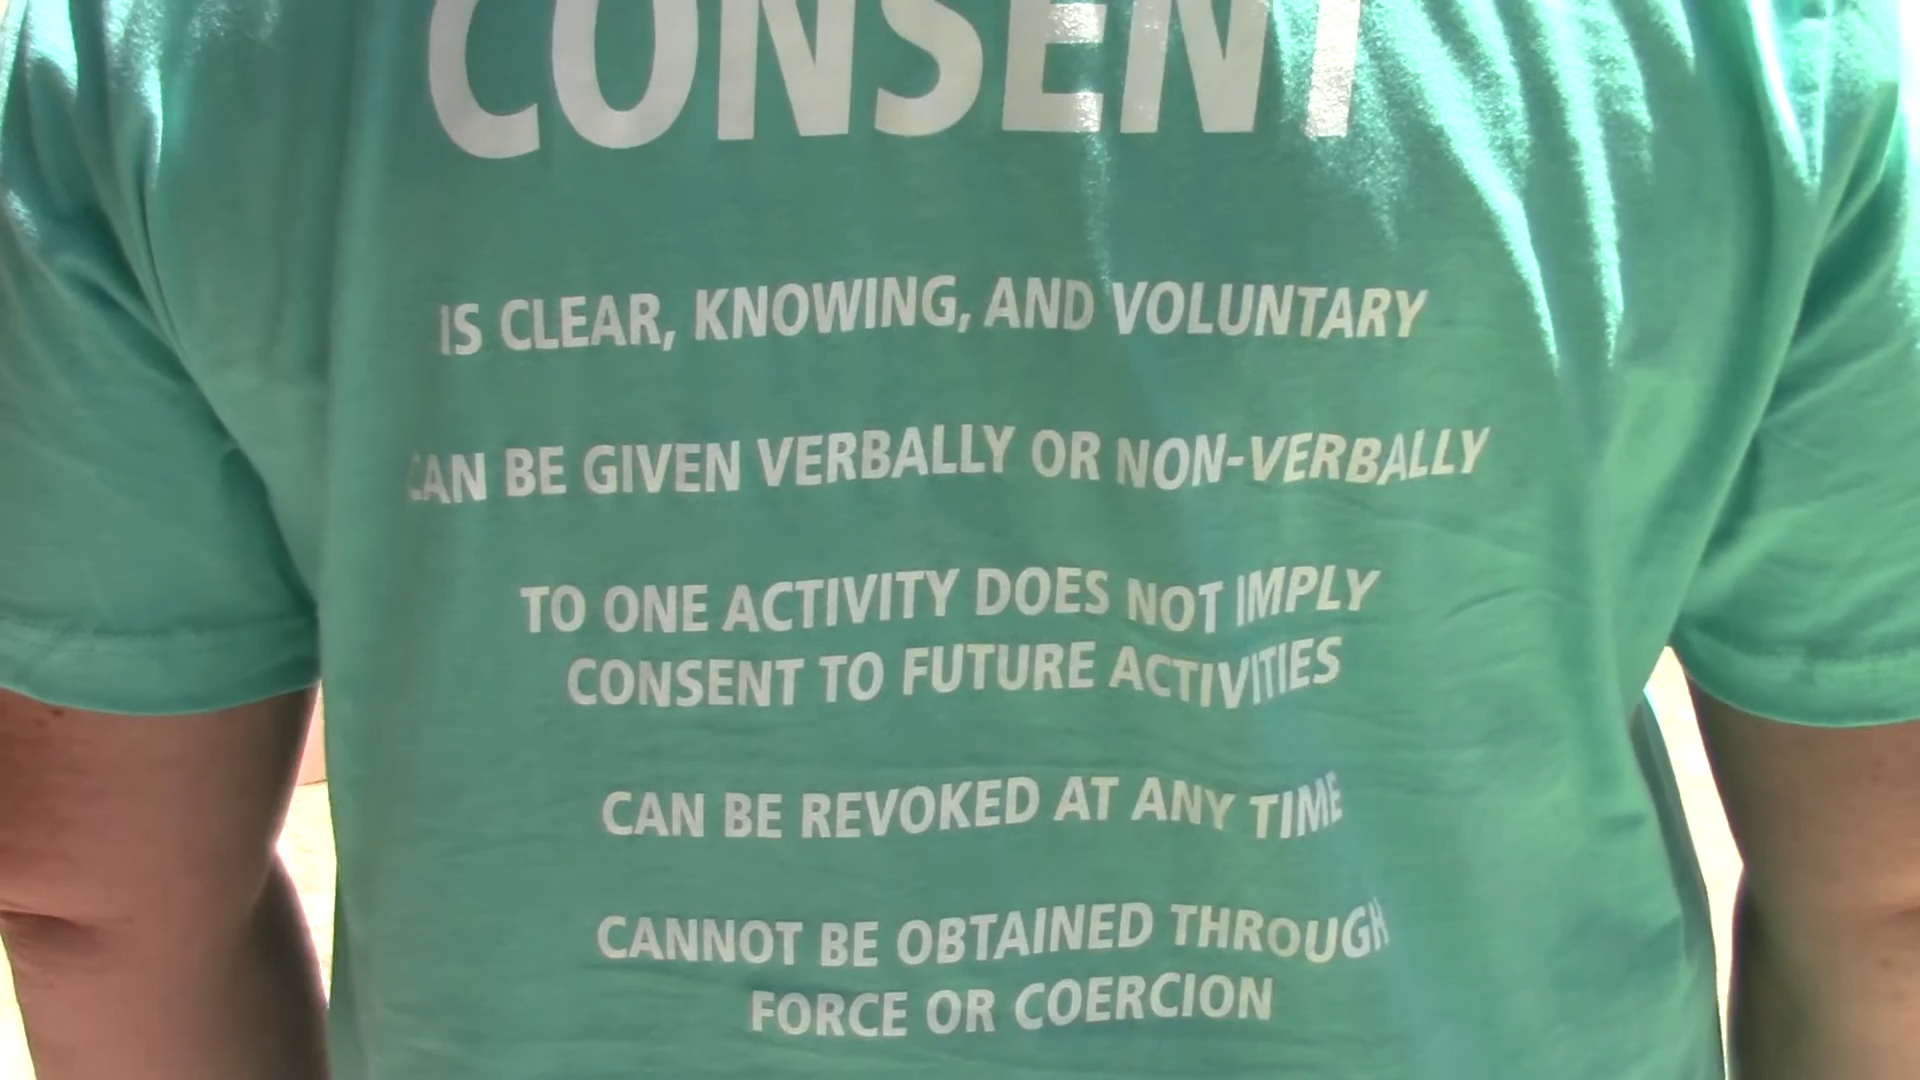 CONSENT
IS CLEAR, KNOWING, AND VOLUNTARY
CAN BE GIVEN VERBALLY OR NON-VERBALLY
TO ONE ACTIVITY DOES NOT IMPLY
CONSENT TO FUTURE ACTIVITIES
CAN BE REVOKED AT ANY TIME
CANNOT BE OBTAINED THROUGH
FORCE OR COERCION